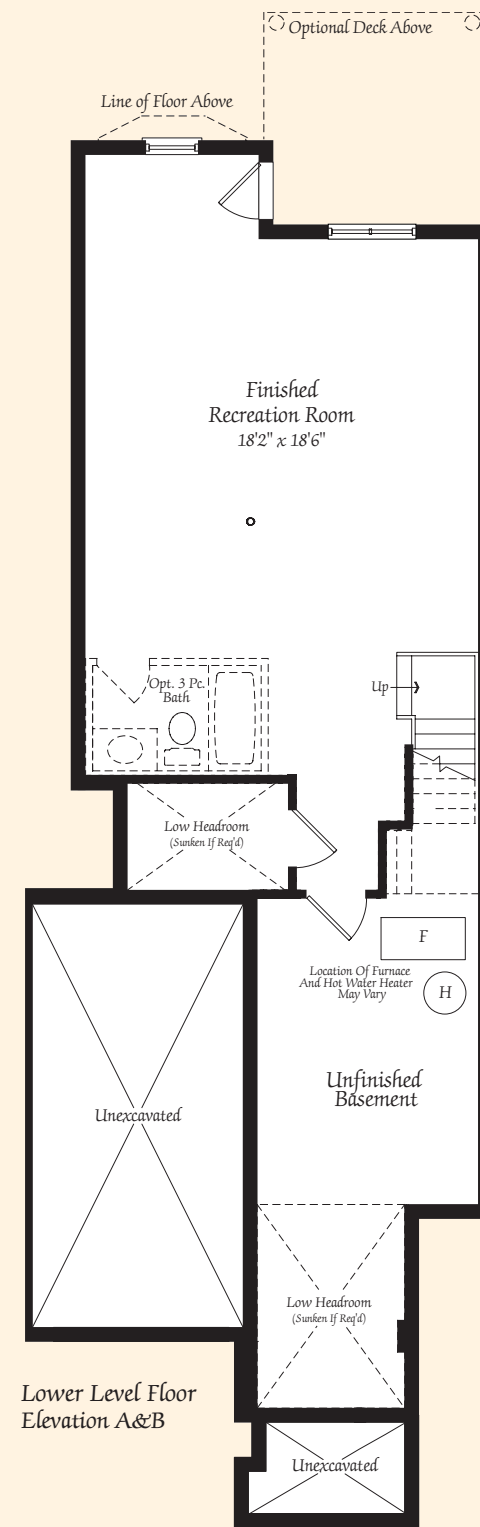 Optional Deck Above
Line of Floor Above
Finished
Recreation Room
18'2" x 18'6"
Up
Opt. 3 Pc.
Bath
Low Headroom
(Sunken If Req'd)
F
Location Of Furnace
And Hot Water Heater
May Vary
H
Unfinished
Basement
Unexcavated
Low Headroom
(Sunken If Req'd)
Lower Level Floor
Elevation A&B
Unexcavated